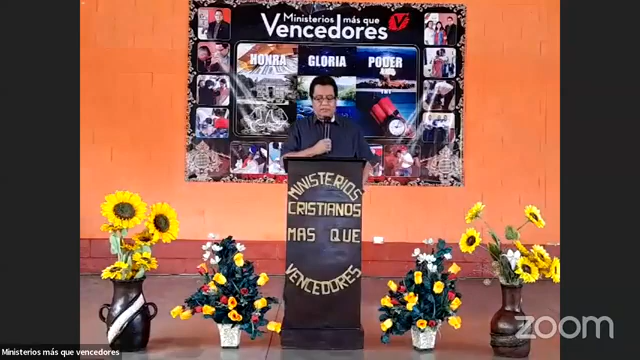 Ministerios más que
Vencedores
V
HONRA
GLORIA
PODER
MINISTERIOS
CRISTIANOS
MAS QUE
VENCEDORES
zoom
Ministerios más que vencedores